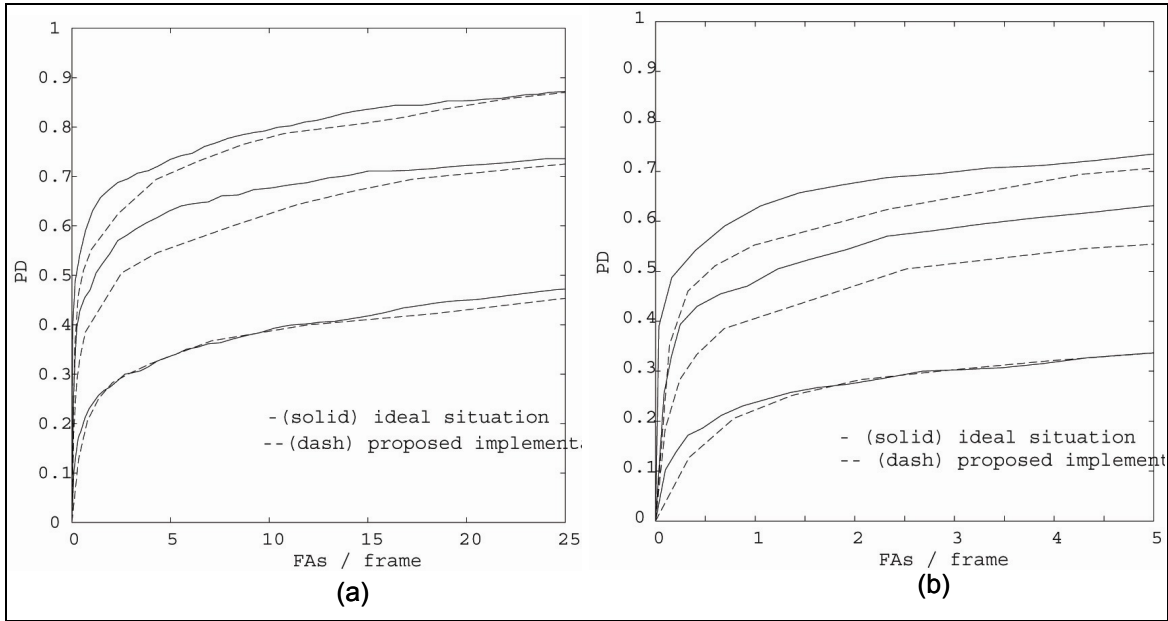 1
0.9
0.8
0.7
0.6
0.5
0.4
0.3
0.2
0.1
0
PD
0 5 10 15 20 25
FAs / frame
-(solid) ideal situation
--(dash) proposed implementa
(a)
1
0.9
0.8
0.7
0.6
0.5
0.4
0.3
0.2
0.1
0
PD
0 1 2 3 4 5
FAs / frame
- (solid) ideal situation
-- (dash) proposed implement
(b)